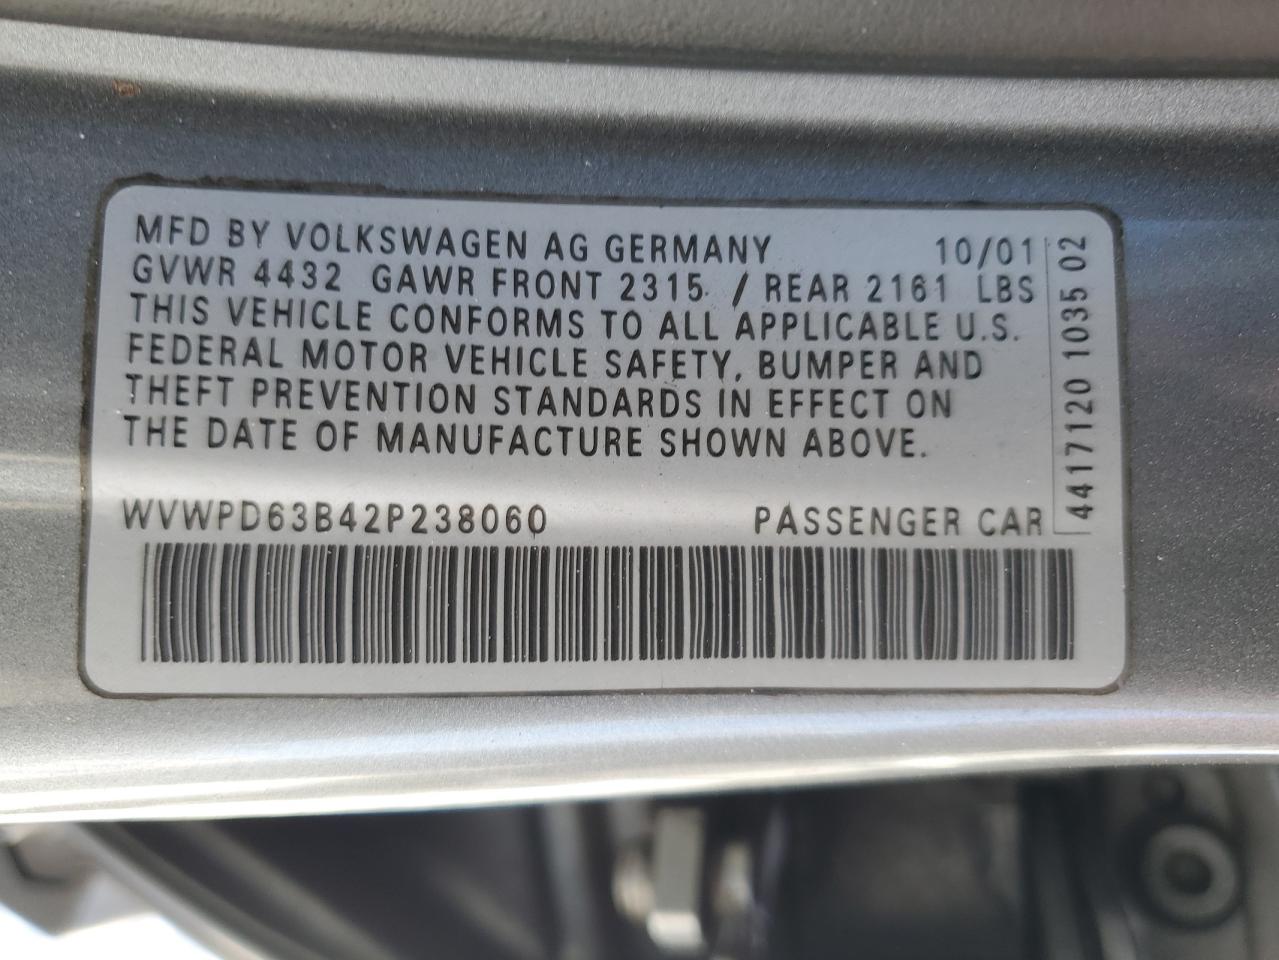 MFD BY VOLKSWAGEN AG GERMANY 10/01
GVWR 4432 GAWR FRONT 2315 / REAR 2161 LBS
THIS VEHICLE CONFORMS TO ALL APPLICABLE U.S.
FEDERAL MOTOR VEHICLE SAFETY, BUMPER AND
THEFT PREVENTION STANDARDS IN EFFECT ON
THE DATE OF MANUFACTURE SHOWN ABOVE.
WVWPD63B42P238060 PASSENGER CAR
4417120 1035 02